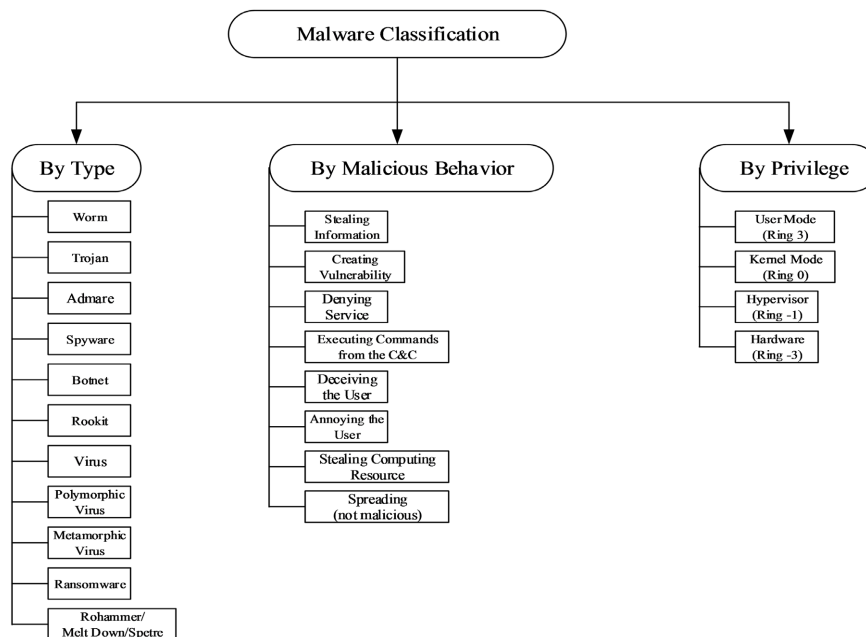 Malware Classification
By Type
Worm
Trojan
Admare
Spyware
Botnet
Rookit
Virus
Polymorphic
Virus
Metamorphic
Virus
Ransomware
Rohammer/
Melt Down/Spetre
By Malicious Behavior
Stealing
Information
Creating
Vulnerability
Denying
Service
Executing Commands
from the C&C
Deceiving
the User
Annoying the
User
Stealing Computing
Resource
Spreading
(not malicious)
By Privilege
User Mode
(Ring 3)
Kernel Mode
(Ring 0)
Hypervisor
(Ring -1)
Hardware
(Ring -3)